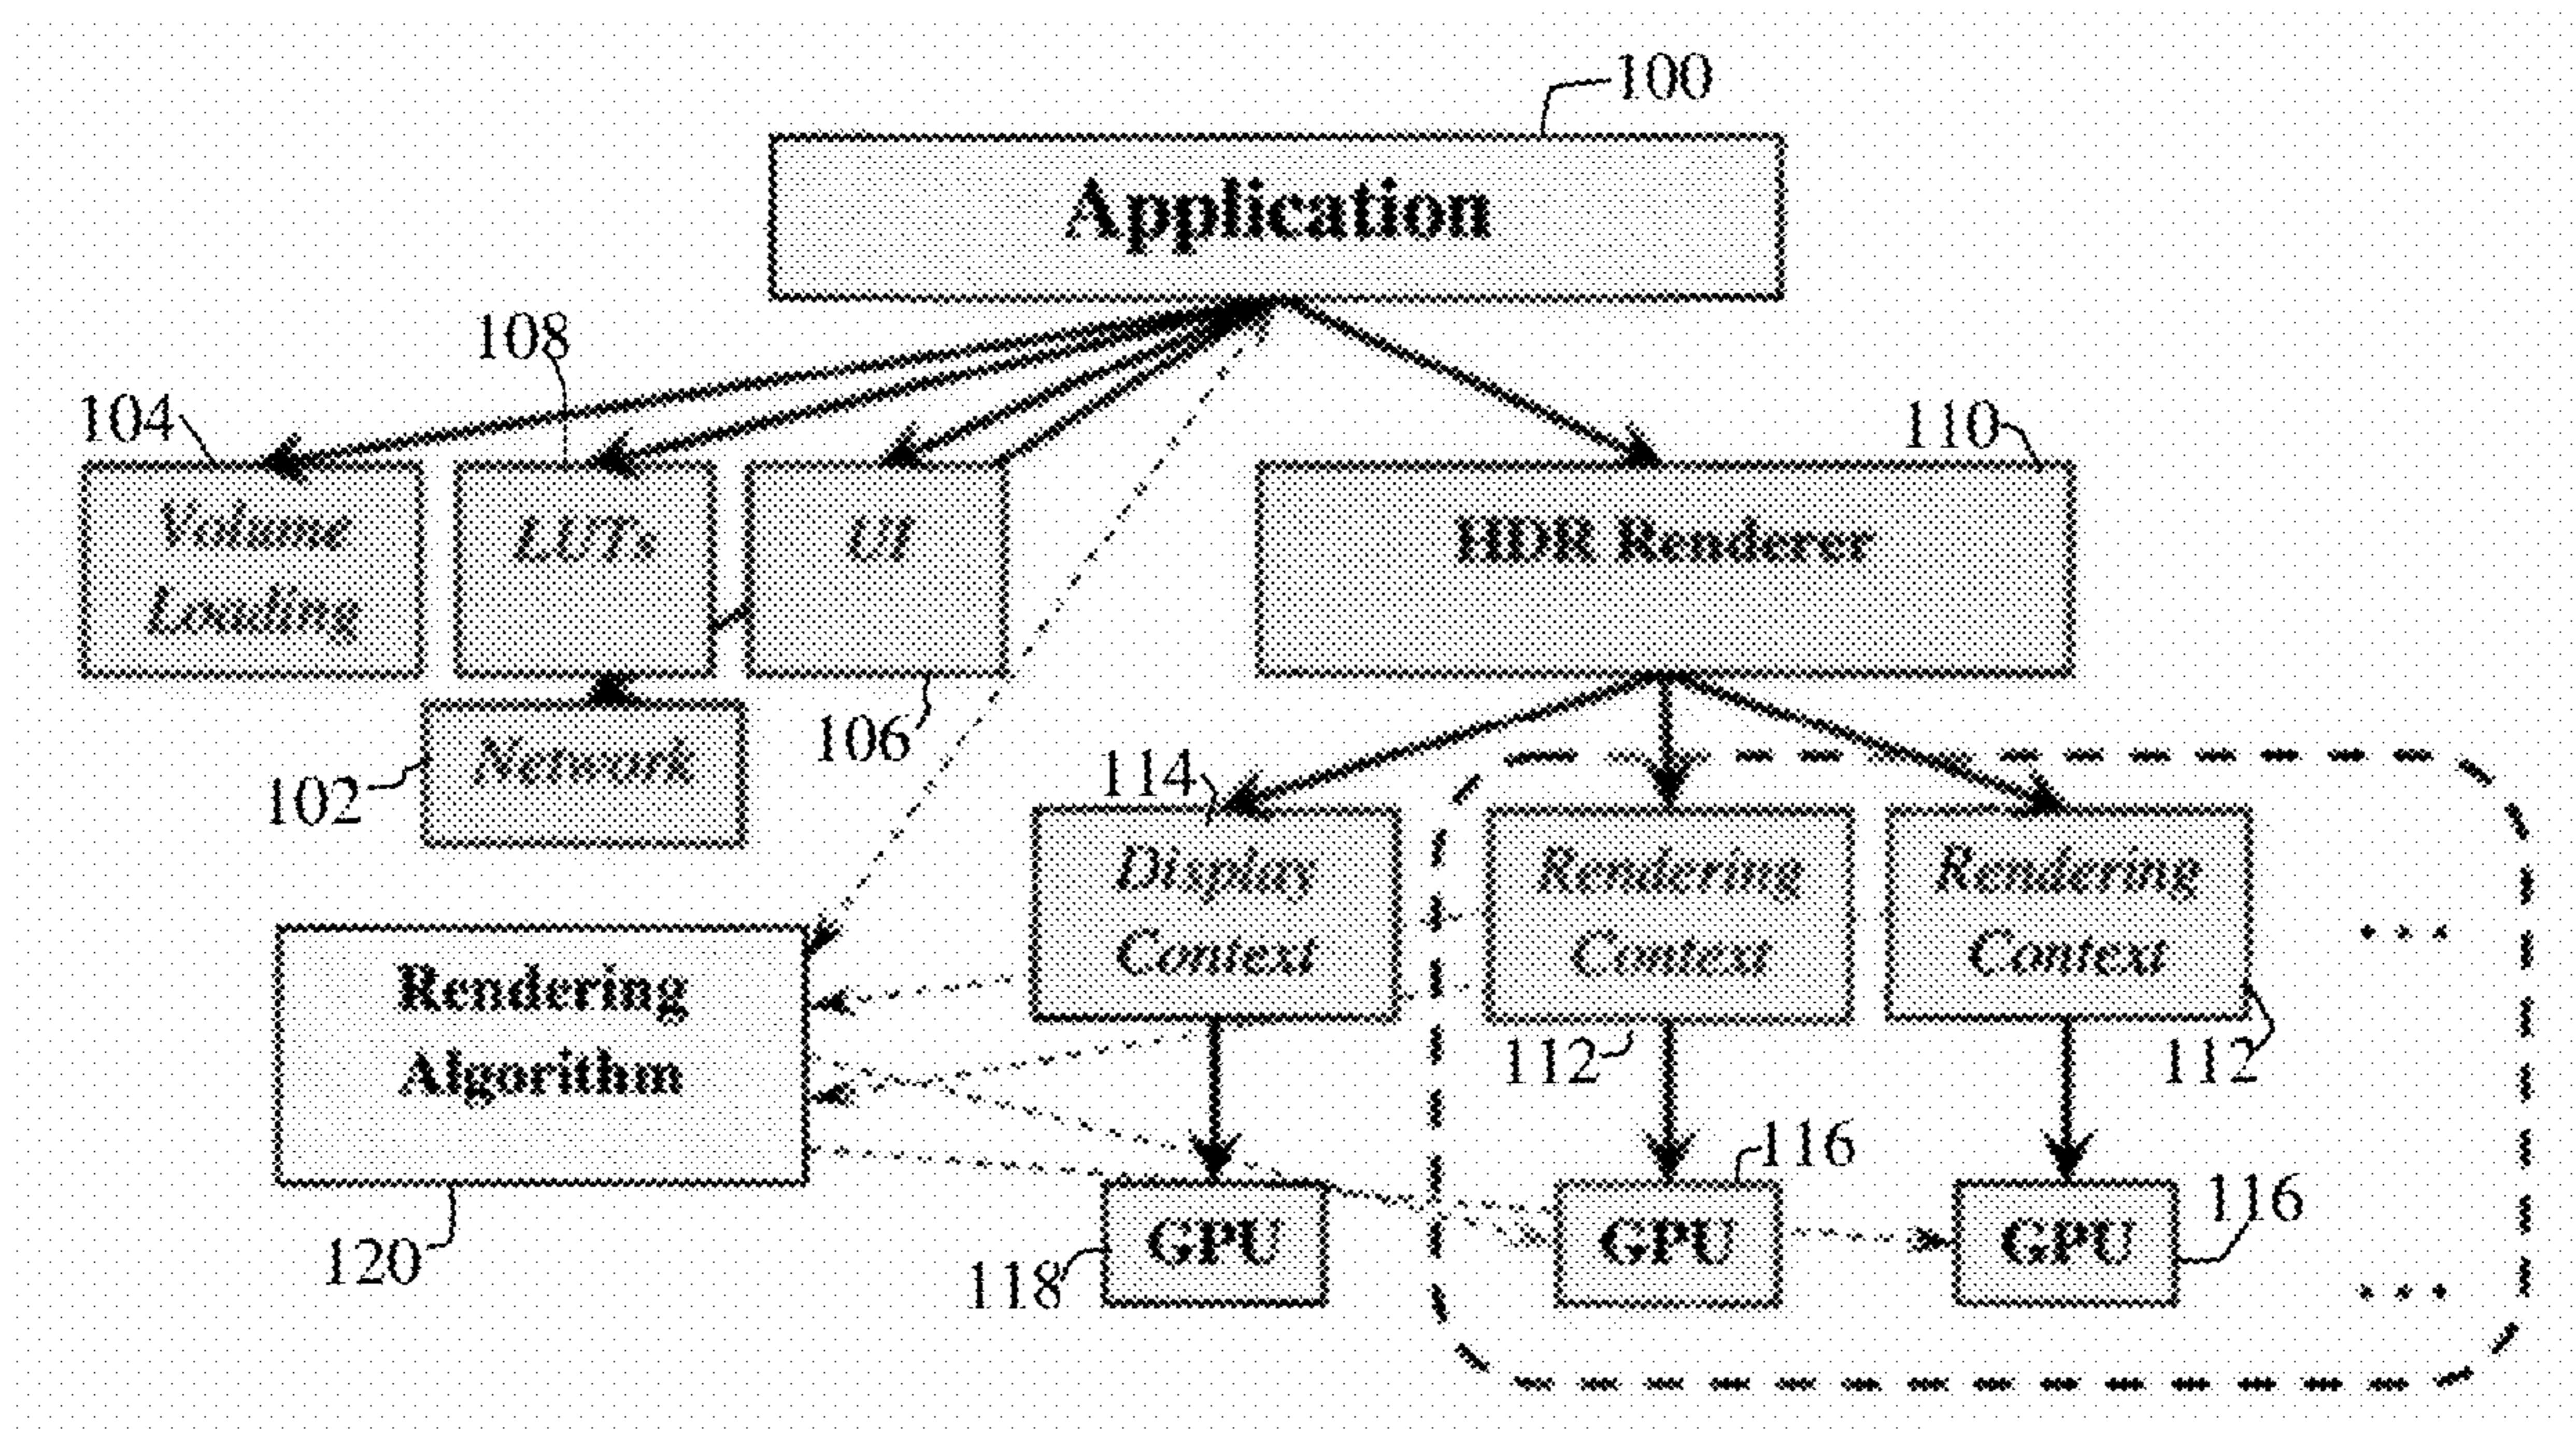 100
Application
108
104
110
Volume
Loading
LUTs
UI
HDR Renderer
106
Network
102
114
Display
Context
Rendering
Context
Rendering
Context
...
Rendering
Algorithm
112
112
116
116
120
118
GPU
GPU
GPU
...